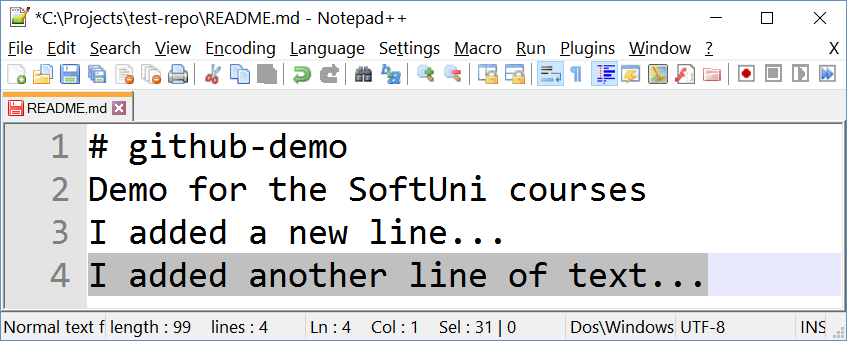 *C:\Projects\test-repo\README.md - Notepad++
File Edit Search View Encoding Language Settings Macro Run Plugins Window ? X
README.md
1 # github-demo
2 Demo for the SoftUni courses
3 I added a new line...
4 I added another line of text...
Normal text f length : 99 lines : 4 Ln : 4 Col : 1 Sel : 31 | 0 Dos\Windows UTF-8 INS